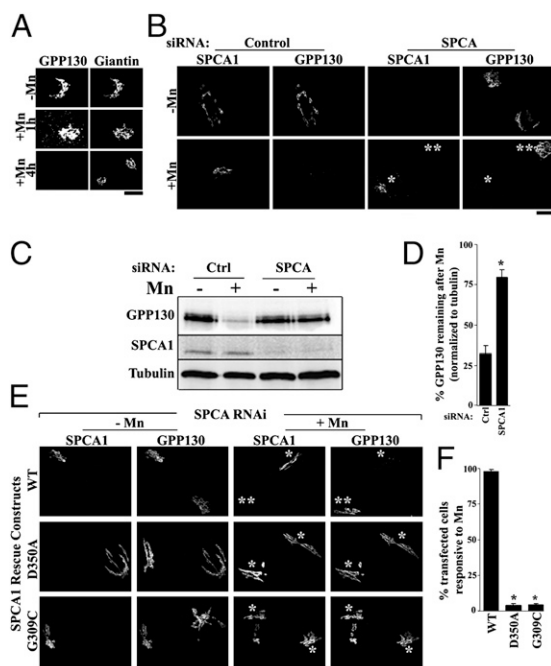 A
GPP130 Giantin
-Mn
+Mn 1h
+Mn 4h
B
siRNA: Control SPCA
SPCA1 GPP130 SPCA1 GPP130
-Mn
+Mn
**
**
*
*
C
siRNA: Ctrl SPCA
Mn - + - +
GPP130
SPCA1
Tubulin
D
% GPP130 remaining after Mn
(normalized to tubulin)
100
75
50
25
0
*
siRNA: Ctrl SPCA1
E
SPCA RNAi
- Mn + Mn
SPCA1 GPP130 SPCA1 GPP130
SPCA1 Rescue Constructs
WT
D350A
G309C
*
*
**
**
*
*
*
*
*
*
*
*
F
% transfected cells
responsive to Mn
100
75
50
25
0
* *
WT D350A G309C